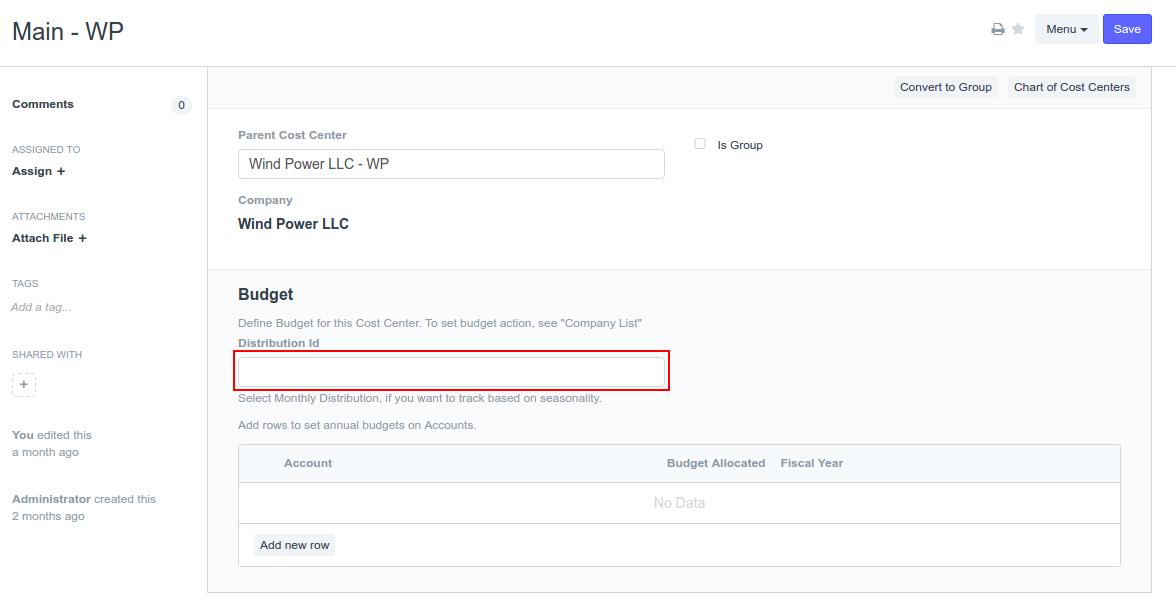 Main - WP
Menu
Save
Comments
0
ASSIGNED TO
Assign +
ATTACHMENTS
Attach File +
TAGS
Add a tag...
SHARED WITH
+
You edited this
a month ago
Administrator created this
2 months ago
Convert to Group
Chart of Cost Centers
Parent Cost Center
Wind Power LLC - WP
Is Group
Company
Wind Power LLC
Budget
Define Budget for this Cost Center. To set budget action, see "Company List"
Distribution Id
Select Monthly Distribution, if you want to track based on seasonality.
Add rows to set annual budgets on Accounts.
Account Budget Allocated Fiscal Year
No Data
Add new row